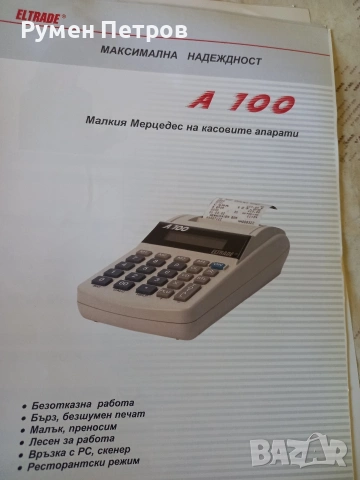 Румен Петров
ELTRADE
МАКСИМАЛНА НАДЕЖДНОСТ
A 100
Малкия Мерцедес на касовите апарати
A 100
• Безотказна работа
• Бърз, безшумен печат
• Малък, преносим
• Лесен за работа
• Връзка с PC, скенер
• Ресторантски режим
BAZAR